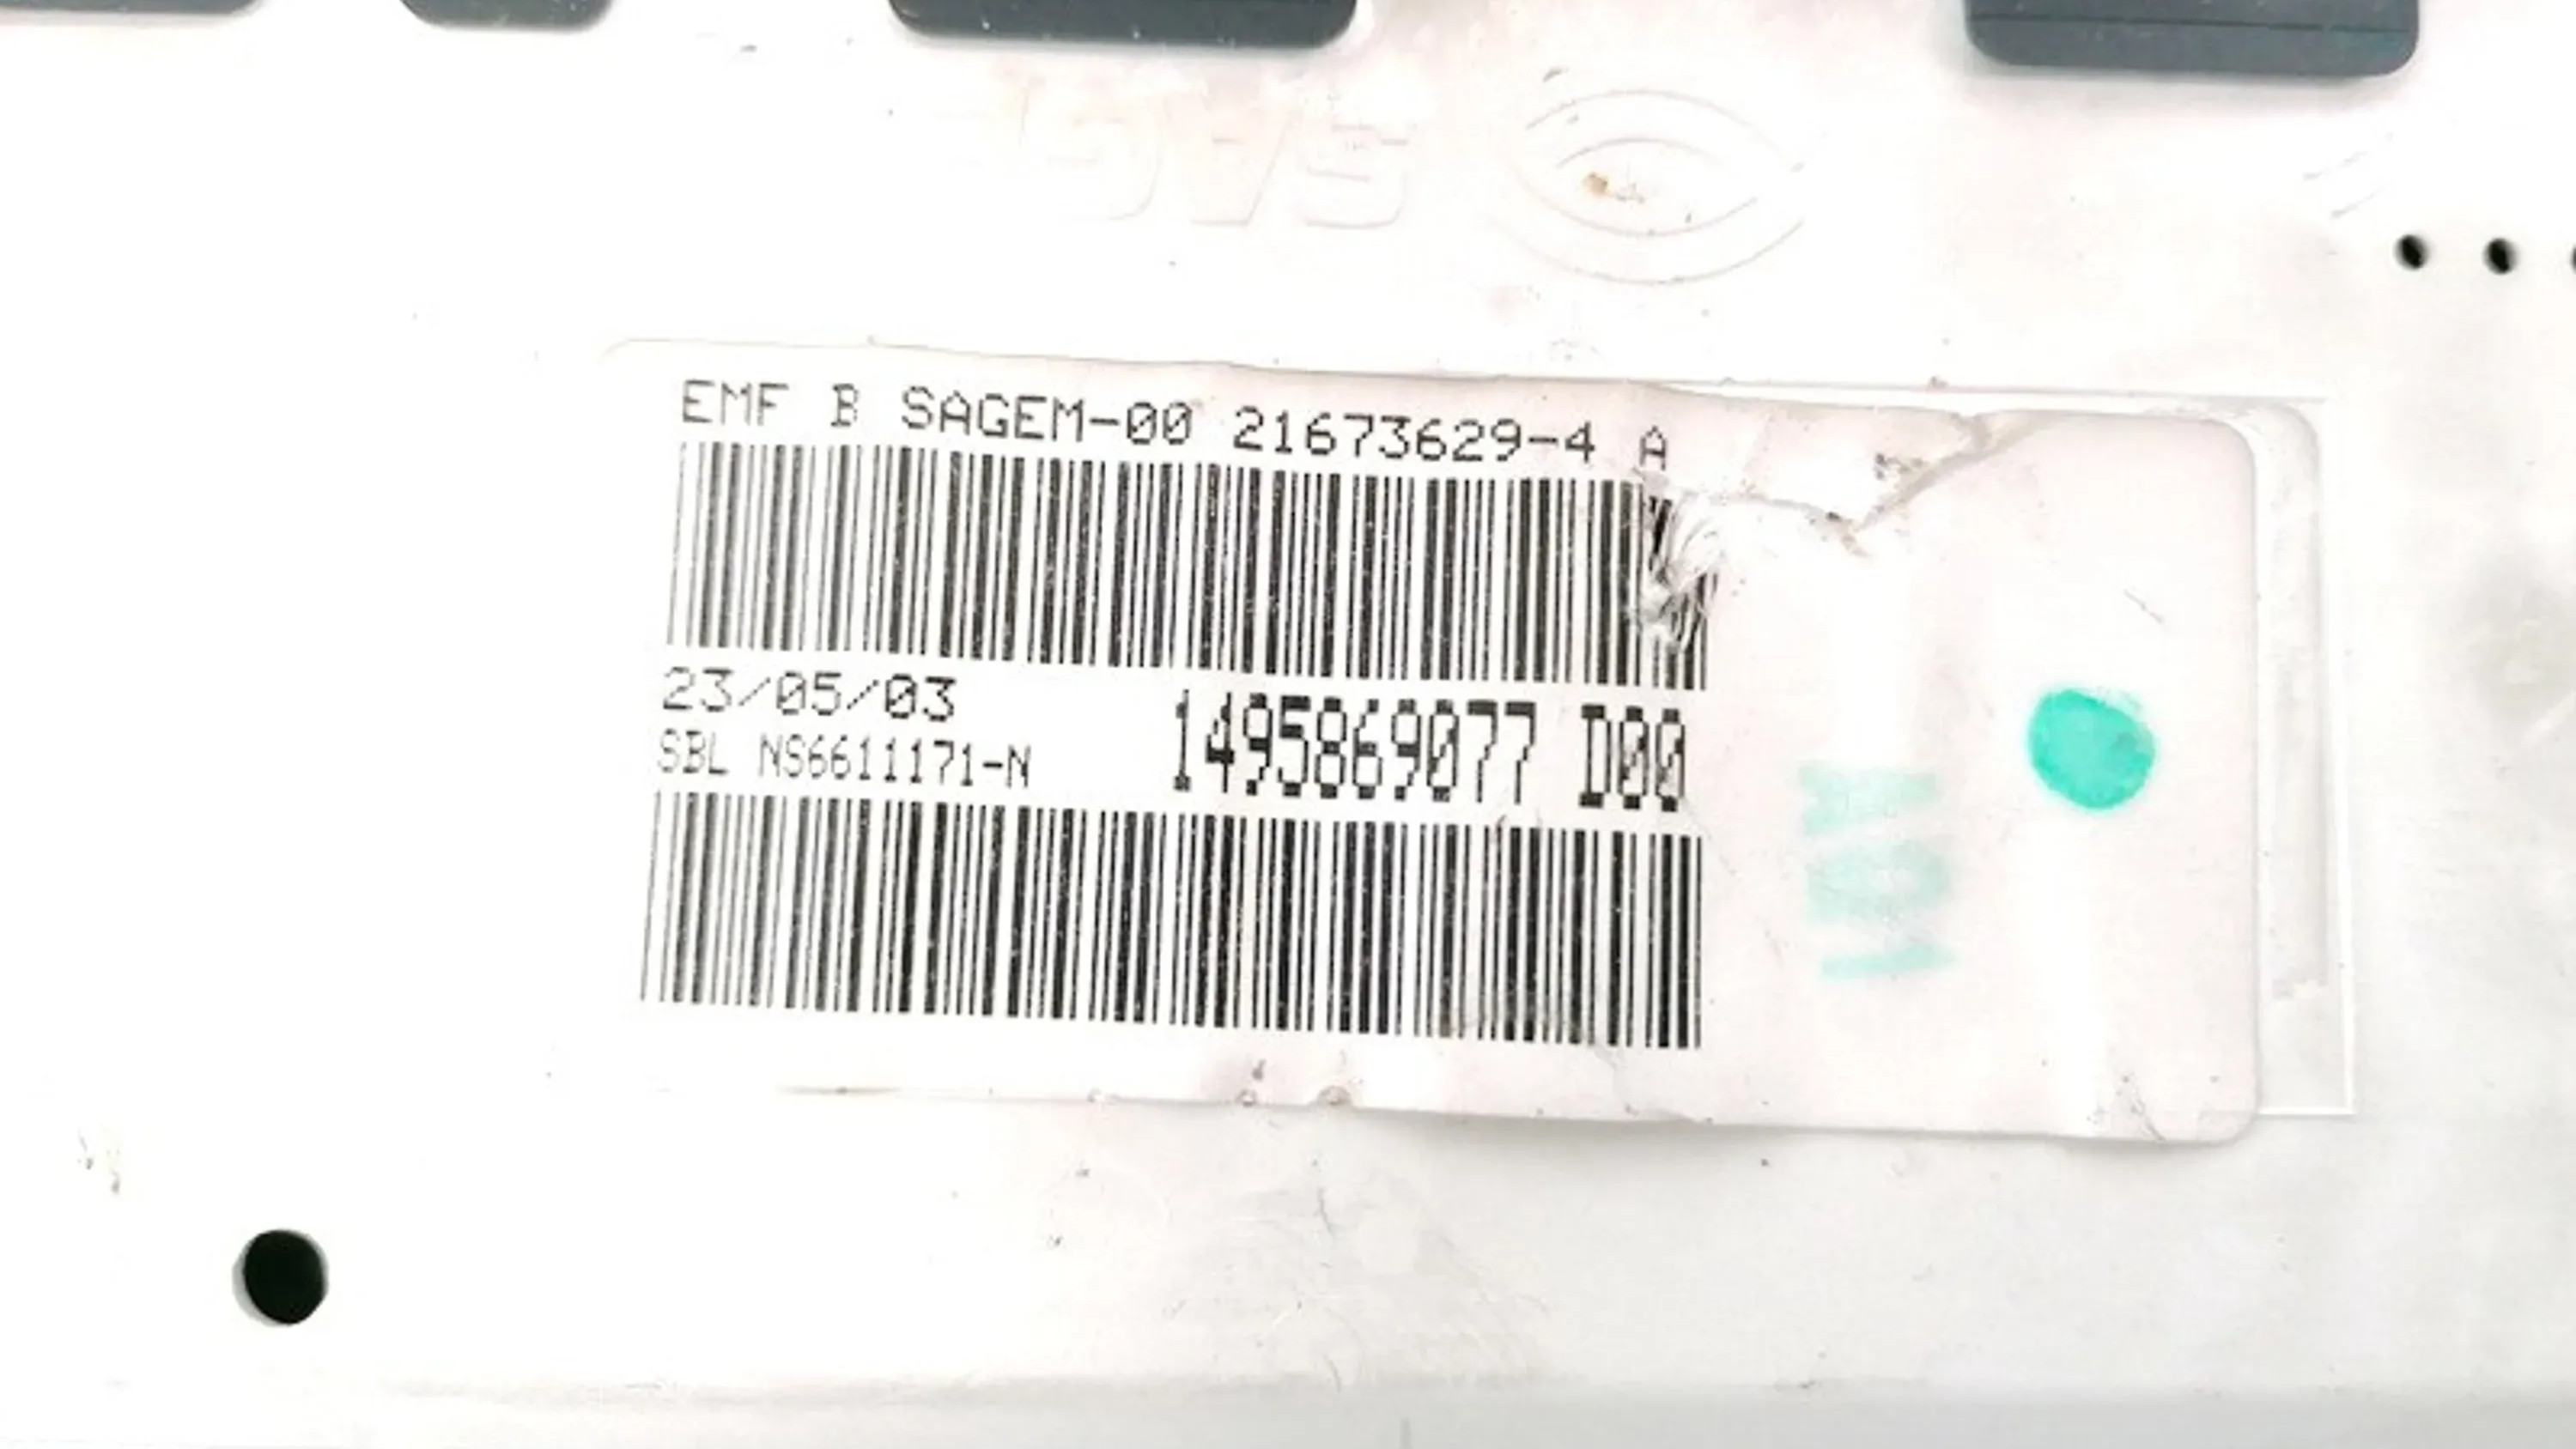 EMF B SAGEM-00 21673629-4 A
23/05/03
SBL NS6611171-N
1495869077 D00